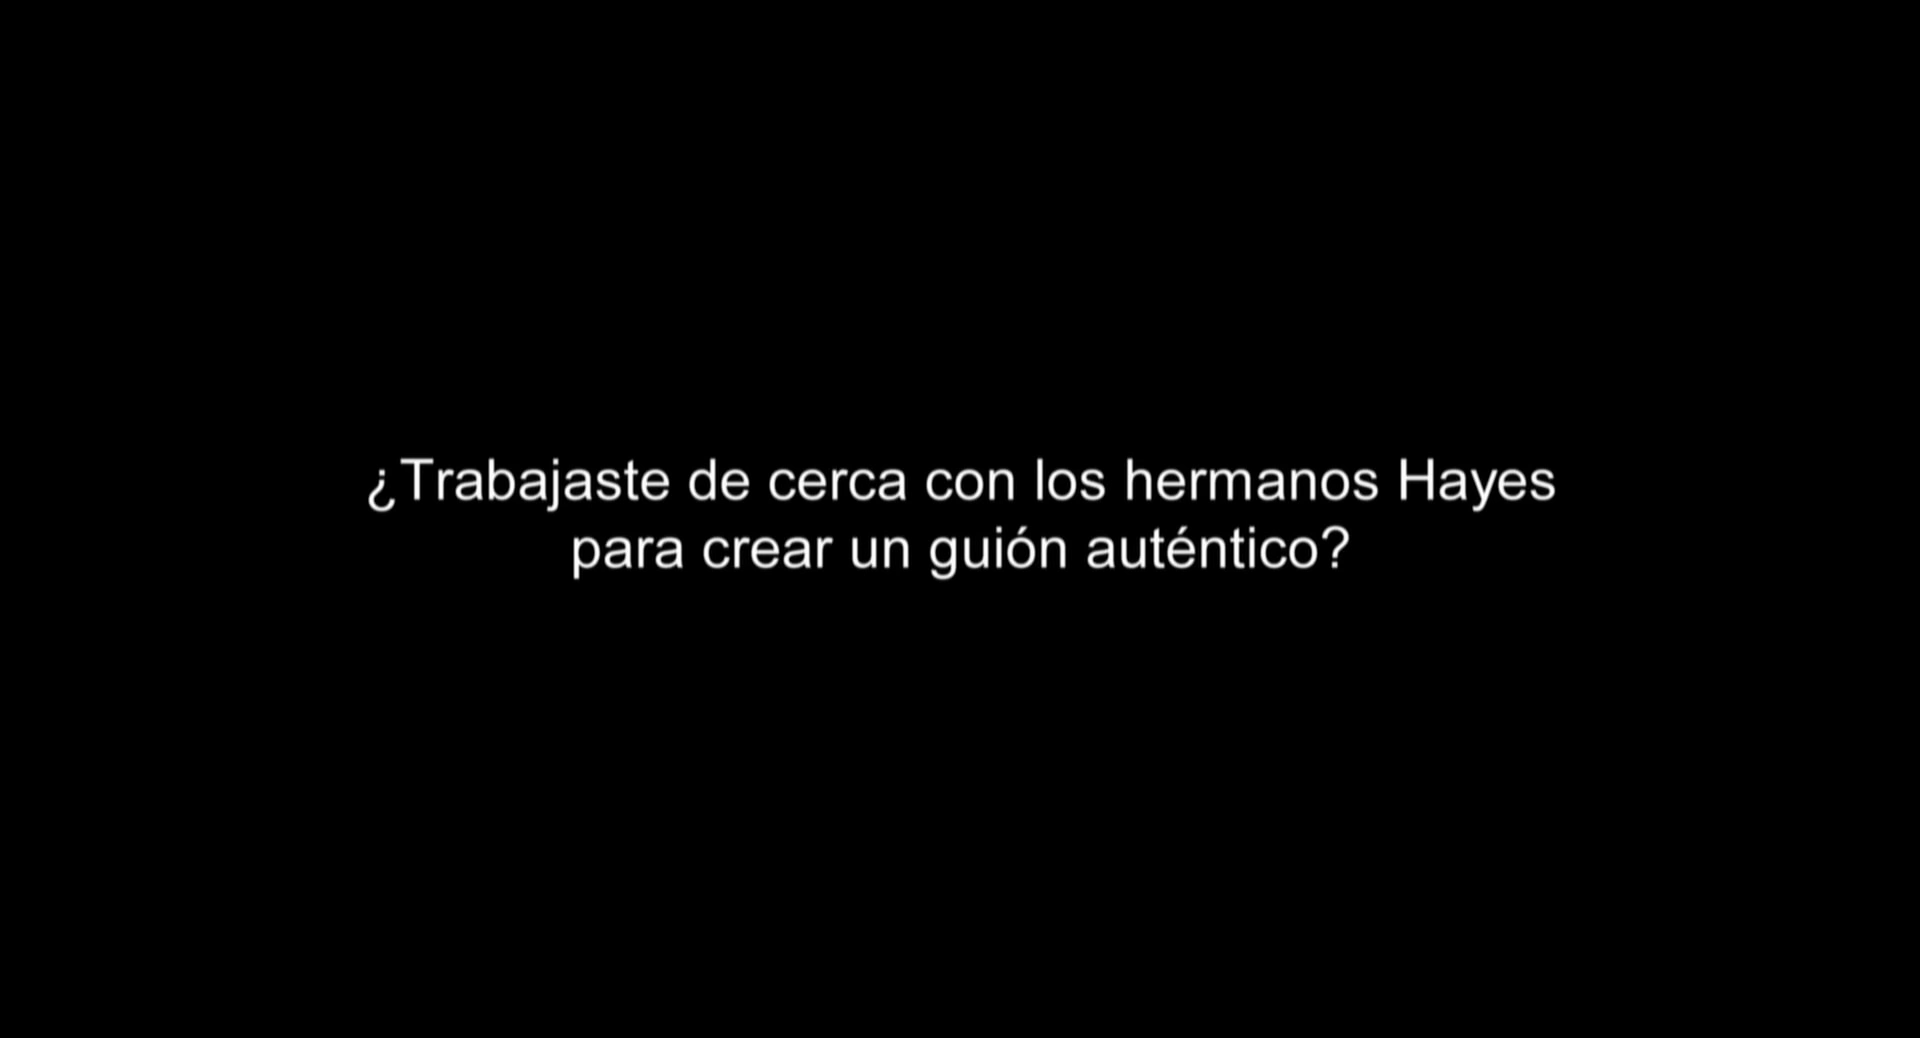 ¿Trabajaste de cerca con los hermanos Hayes
para crear un guión auténtico?